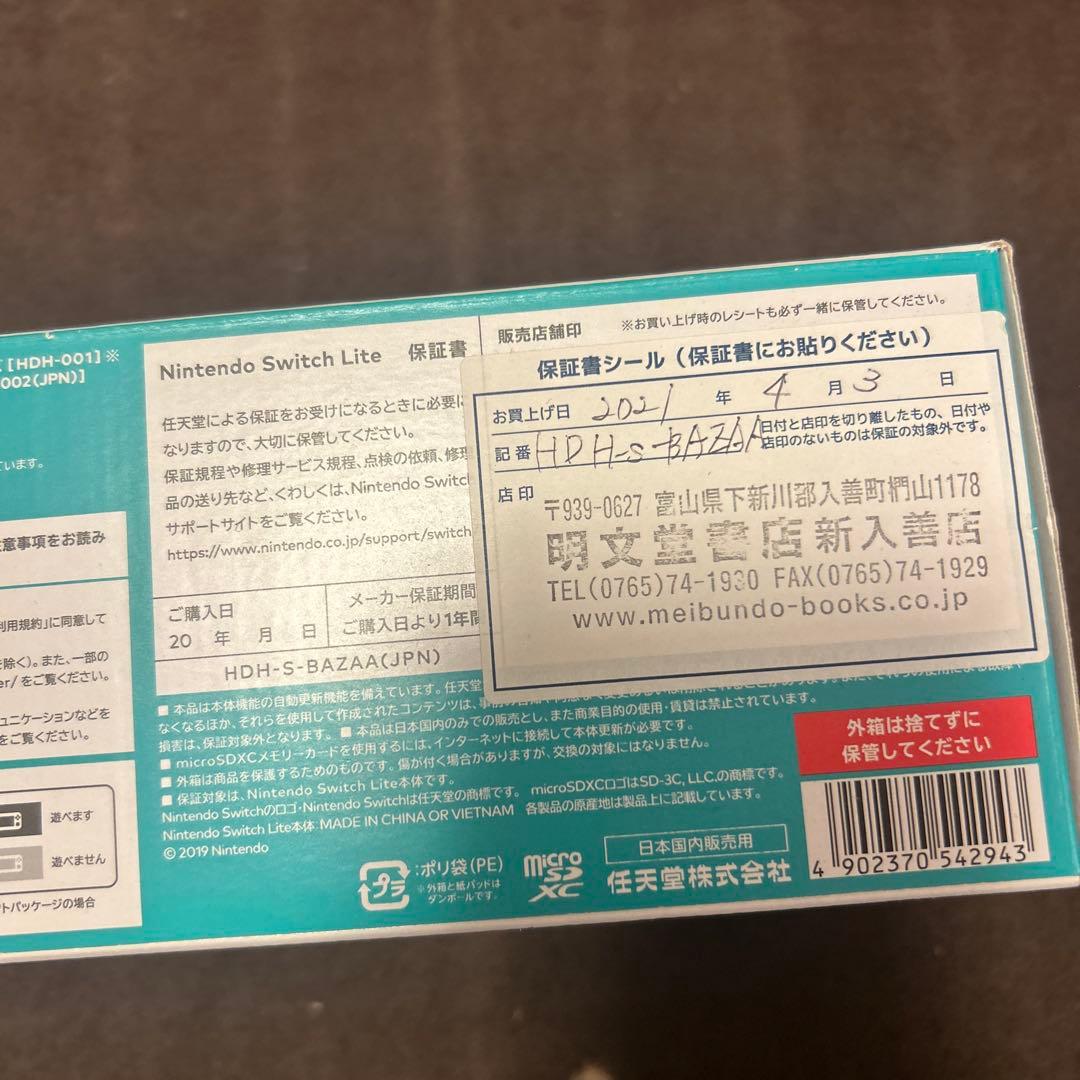 [HDH-001]※
002(JPN)]
います。
意事項をお読み
利用規約」に同意して
を除く)。また、一部の
er/ をご覧ください。
ュニケーションなどを
をご覧ください。
遊べます
遊べません
トパッケージの場合
Nintendo Switch Lite 保証書
任天堂による保証をお受けになるときに必要に
なりますので、大切に保管してください。
保証規程や修理サービス規程、点検の依頼、修理
品の送り先など、くわしくは、Nintendo Switch
サポートサイトをご覧ください。
https://www.nintendo.co.jp/support/switch
ご購入日
20 年 月 日
メーカー保証期間
ご購入日より1年間
HDH-S-BAZAA(JPN)
販売店舗印 ※お買い上げ時のレシートも必ず一緒に保管してください。
保証書シール（保証書にお貼りください）
お買上げ日 2021 年 4 月 3 日
記番 HDH-S-BAZAA
日付と店印を切り離したもの、日付や
店印のないものは保証の対象外です。
店印
〒939-0627 富山県下新川郡入善町椚山1178
明文堂書店新入善店
TEL(0765)74-1930 FAX(0765)74-1929
www.meibundo-books.co.jp
■ 本品は本体機能の自動更新機能を備えています。任天堂
なくなるほか、それらを使用して作成されたコンテンツは、
損害は、保証対象外となります。 ■ 本品は日本国内のみでの販売とし、また商業目的の使用・賃貸は禁止されています。
■ microSDXCメモリーカードを使用するには、インターネットに接続して本体更新が必要です。
■ 外箱は商品を保護するためのものです。傷が付く場合がありますが、交換の対象にはなりません。
■ 保証対象は、Nintendo Switch Lite本体です。
Nintendo Switchのロゴ・Nintendo Switchは任天堂の商標です。 microSDXCロゴはSD-3C, LLC.の商標です。
Nintendo Switch Lite本体：MADE IN CHINA OR VIETNAM 各製品の原産地は製品上に記載しています。
© 2019 Nintendo
プラ
:ポリ袋(PE)
※外箱と紙パッドは
ダンボールです。
micro
SD
XC
日本国内販売用
任天堂株式会社
外箱は捨てずに
保管してください
4 902370 542943